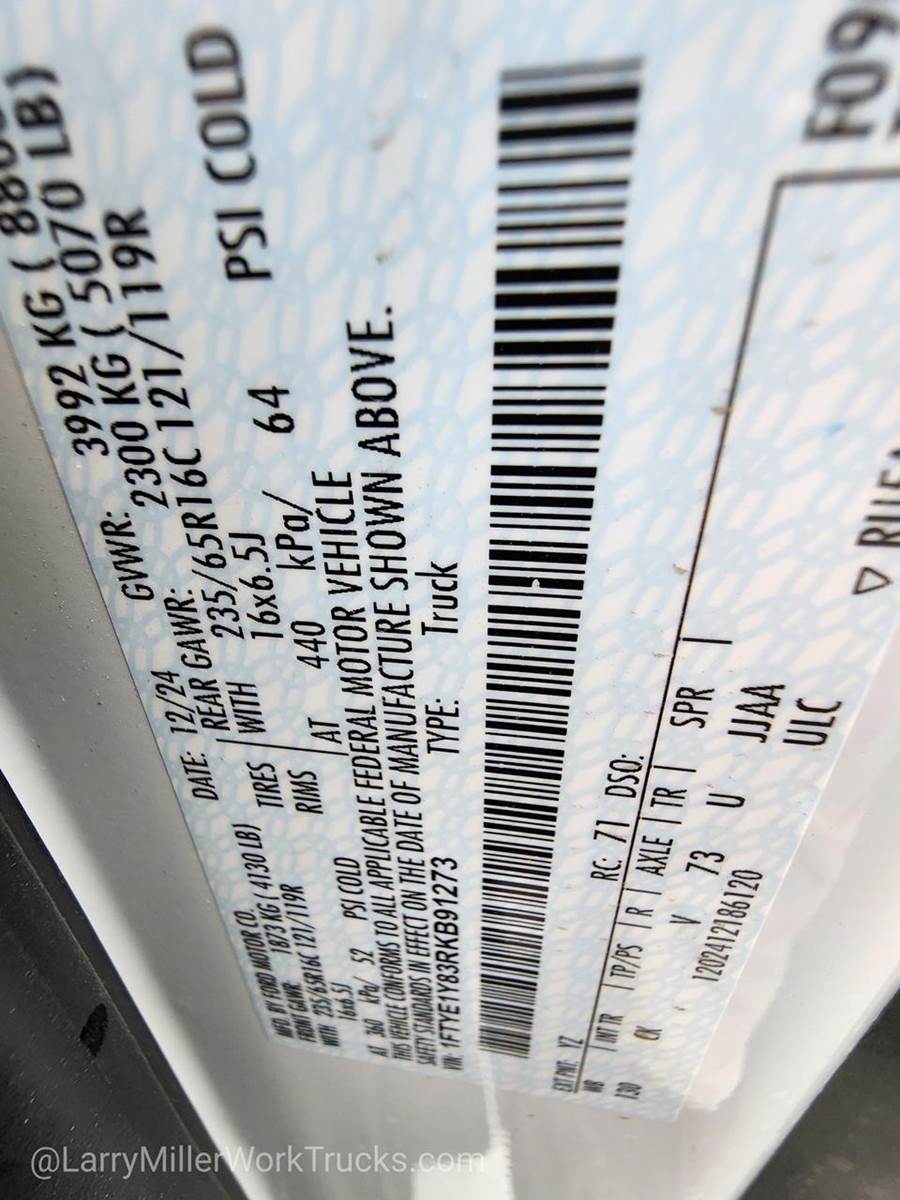 MFD BY FORD MOTOR CO.
DATE: 12/24 GVWR: 3992 KG (
FRONT GAWR: 1873 KG ( 4130 LB)
REAR GAWR: 2300 KG ( 5070 LB)
WITH 235/65R16C 121/119R TIRES
WITH 235/65R16C 121/119R
16x6.5J RIMS 16x6.5J
AT 360 kPa/ 52 PSI COLD
AT 440 kPa/ 64 PSI COLD
THIS VEHICLE CONFORMS TO ALL APPLICABLE FEDERAL MOTOR VEHICLE
SAFETY STANDARDS IN EFFECT ON THE DATE OF MANUFACTURE SHOWN ABOVE.
VIN: 1FTYE1Y83RKB91273 TYPE: Truck
EXT PNT: YZ RC: 71 DSO:
WB INT TR TP/PS R AXLE TR SPR
130 CK V 73 U JJAA
1202412186120 ULC
F09
@LarryMillerWorkTrucks.com